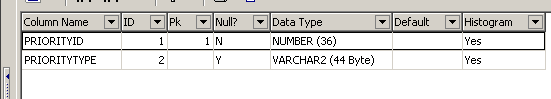 Column Name ID Pk Null? Data Type Default Histogram
PRIORITYID 1 1 N NUMBER (36) Yes
PRIORITYTYPE 2 Y VARCHAR2 (44 Byte) Yes